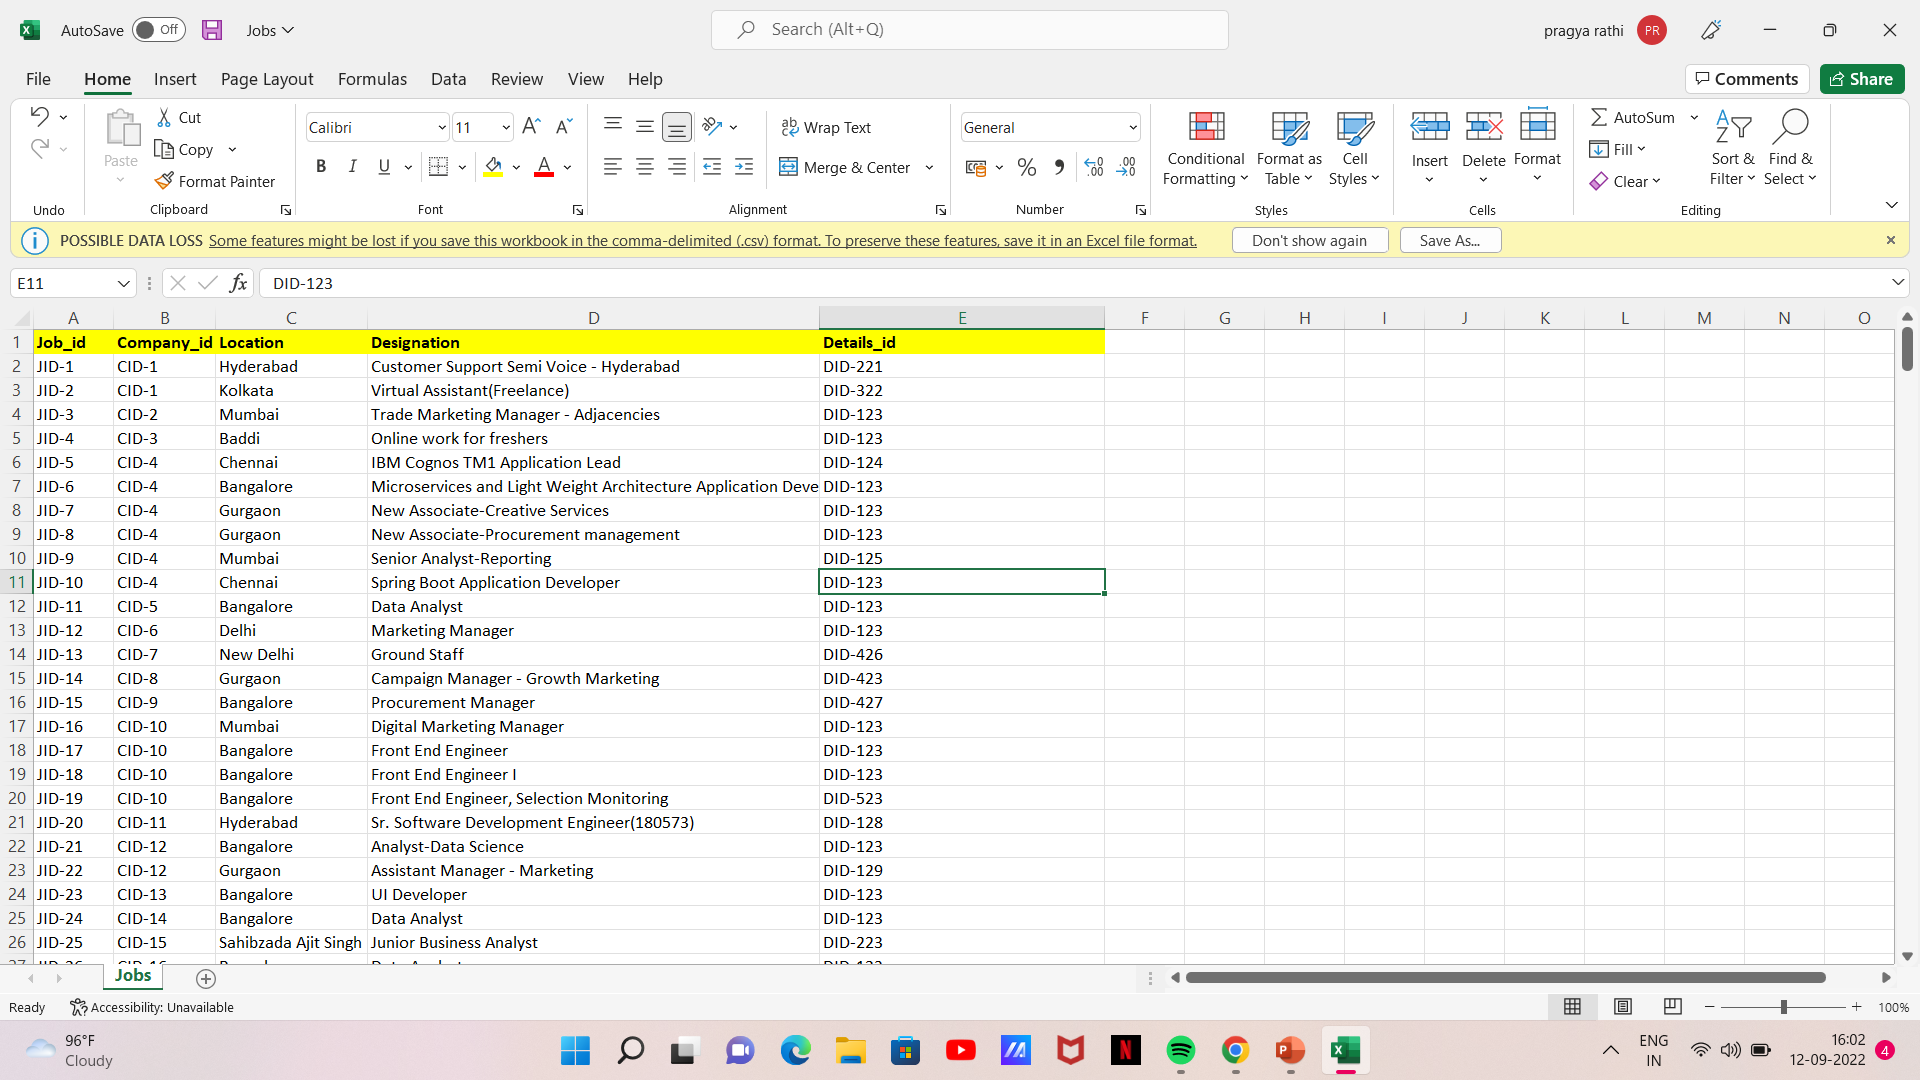 AutoSave Off Jobs Search (Alt+Q) pragya rathi PR
File Home Insert Page Layout Formulas Data Review View Help Comments Share
Paste Cut Copy Format Painter
Calibri 11
B I U A
Wrap Text
Merge & Center
General
Conditional Formatting Format as Table Cell Styles
Insert Delete Format
AutoSum Fill Clear
Sort & Filter Find & Select
Undo Clipboard Font Alignment Number Styles Cells Editing
POSSIBLE DATA LOSS Some features might be lost if you save this workbook in the comma-delimited (.csv) format. To preserve these features, save it in an Excel file format. Don't show again Save As...
E11 fx DID-123
A B C D E F G H I J K L M N O
1 Job_id Company_id Location Designation Details_id
2 JID-1 CID-1 Hyderabad Customer Support Semi Voice - Hyderabad DID-221
3 JID-2 CID-1 Kolkata Virtual Assistant(Freelance) DID-322
4 JID-3 CID-2 Mumbai Trade Marketing Manager - Adjacencies DID-123
5 JID-4 CID-3 Baddi Online work for freshers DID-123
6 JID-5 CID-4 Chennai IBM Cognos TM1 Application Lead DID-124
7 JID-6 CID-4 Bangalore Microservices and Light Weight Architecture Application Deve DID-123
8 JID-7 CID-4 Gurgaon New Associate-Creative Services DID-123
9 JID-8 CID-4 Gurgaon New Associate-Procurement management DID-123
10 JID-9 CID-4 Mumbai Senior Analyst-Reporting DID-125
11 JID-10 CID-4 Chennai Spring Boot Application Developer DID-123
12 JID-11 CID-5 Bangalore Data Analyst DID-123
13 JID-12 CID-6 Delhi Marketing Manager DID-123
14 JID-13 CID-7 New Delhi Ground Staff DID-426
15 JID-14 CID-8 Gurgaon Campaign Manager - Growth Marketing DID-423
16 JID-15 CID-9 Bangalore Procurement Manager DID-427
17 JID-16 CID-10 Mumbai Digital Marketing Manager DID-123
18 JID-17 CID-10 Bangalore Front End Engineer DID-123
19 JID-18 CID-10 Bangalore Front End Engineer I DID-123
20 JID-19 CID-10 Bangalore Front End Engineer, Selection Monitoring DID-523
21 JID-20 CID-11 Hyderabad Sr. Software Development Engineer(180573) DID-128
22 JID-21 CID-12 Bangalore Analyst-Data Science DID-123
23 JID-22 CID-12 Gurgaon Assistant Manager - Marketing DID-129
24 JID-23 CID-13 Bangalore UI Developer DID-123
25 JID-24 CID-14 Bangalore Data Analyst DID-123
26 JID-25 CID-15 Sahibzada Ajit Singh Junior Business Analyst DID-223
Jobs
Ready Accessibility: Unavailable 100%
96°F
Cloudy
ENG
IN
16:02
12-09-2022
4